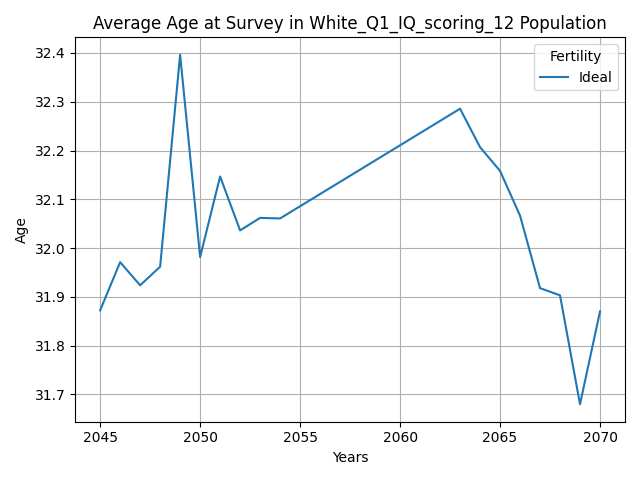 Average Age at Survey in White_Q1_IQ_scoring_12 Population
Fertility
Ideal
32.4
32.3
32.2
32.1
32.0
31.9
31.8
31.7
Age
2045
2050
2055
2060
2065
2070
Years